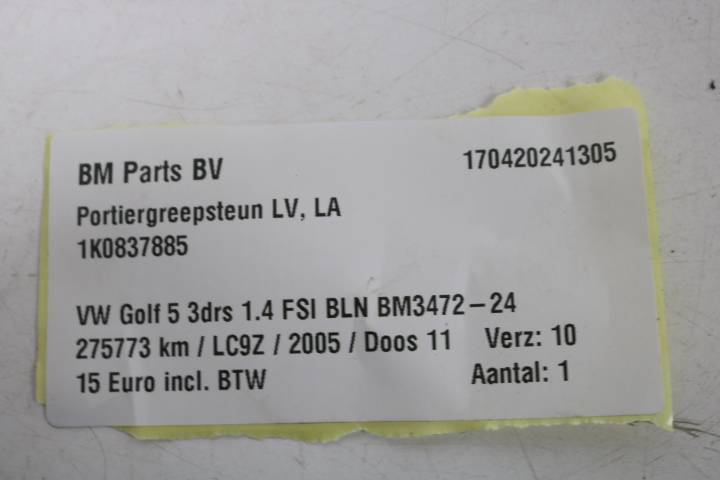 BM Parts BV 170420241305
Portiergreepsteun LV, LA
1K0837885
VW Golf 5 3drs 1.4 FSI BLN BM3472-24
275773 km / LC9Z / 2005 / Doos 11 Verz: 10
15 Euro incl. BTW Aantal: 1